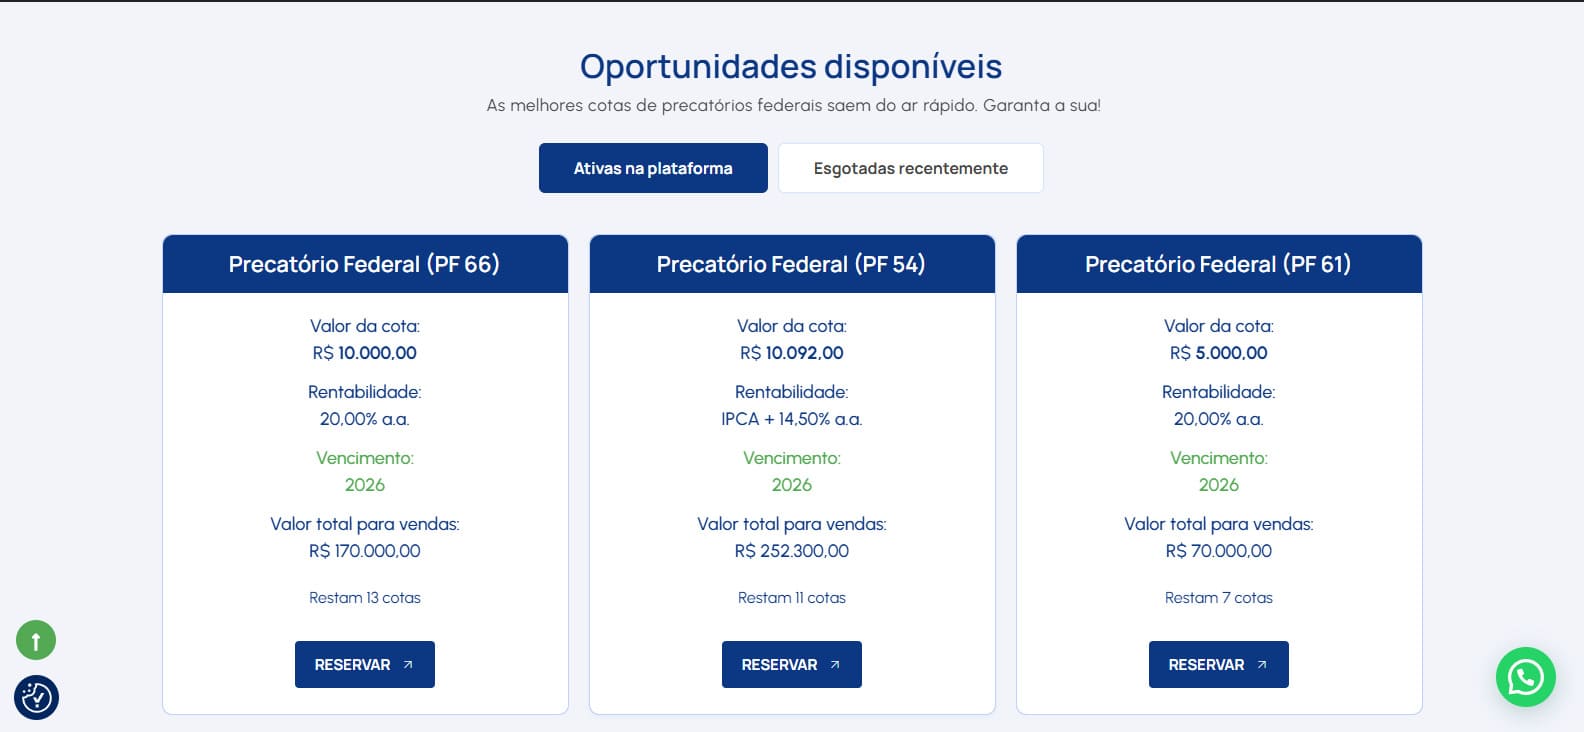 Oportunidades disponíveis
As melhores cotas de precatórios federais saem do ar rápido. Garanta a sua!
Ativas na plataforma
Esgotadas recentemente
Precatório Federal (PF 66)
Valor da cota:
R$ 10.000,00
Rentabilidade:
20,00% a.a.
Vencimento:
2026
Valor total para vendas:
R$ 170.000,00
Restam 13 cotas
RESERVAR
Precatório Federal (PF 54)
Valor da cota:
R$ 10.092,00
Rentabilidade:
IPCA + 14,50% a.a.
Vencimento:
2026
Valor total para vendas:
R$ 252.300,00
Restam 11 cotas
RESERVAR
Precatório Federal (PF 61)
Valor da cota:
R$ 5.000,00
Rentabilidade:
20,00% a.a.
Vencimento:
2026
Valor total para vendas:
R$ 70.000,00
Restam 7 cotas
RESERVAR